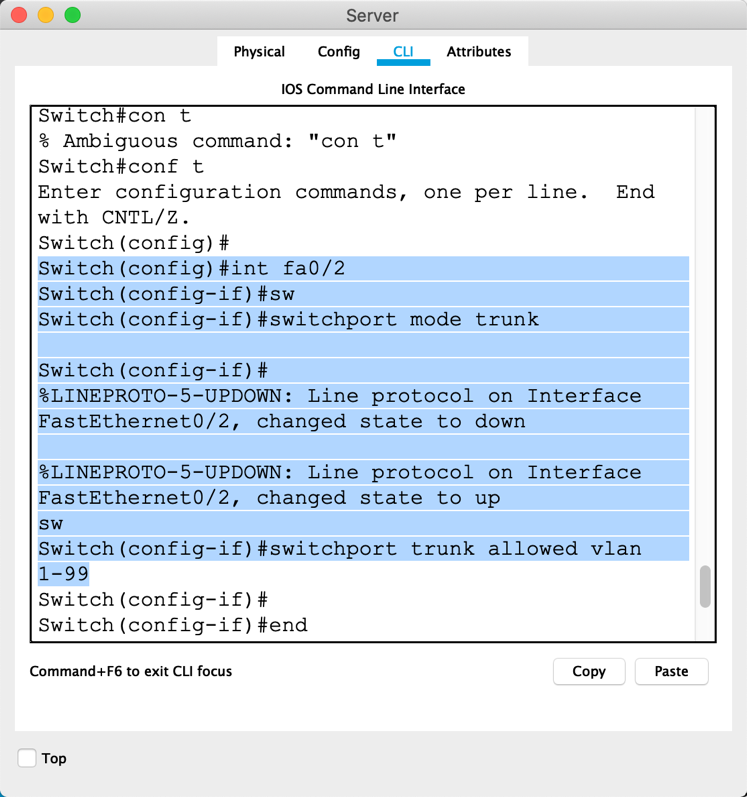 Server
Physical Config CLI Attributes
IOS Command Line Interface
Switch#con t
% Ambiguous command: "con t"
Switch#conf t
Enter configuration commands, one per line.  End
with CNTL/Z.
Switch(config)#
Switch(config)#int fa0/2
Switch(config-if)#sw
Switch(config-if)#switchport mode trunk
Switch(config-if)#
%LINEPROTO-5-UPDOWN: Line protocol on Interface
FastEthernet0/2, changed state to down
%LINEPROTO-5-UPDOWN: Line protocol on Interface
FastEthernet0/2, changed state to up
sw
Switch(config-if)#switchport trunk allowed vlan
1-99
Switch(config-if)#
Switch(config-if)#end
Command+F6 to exit CLI focus
Copy Paste
Top